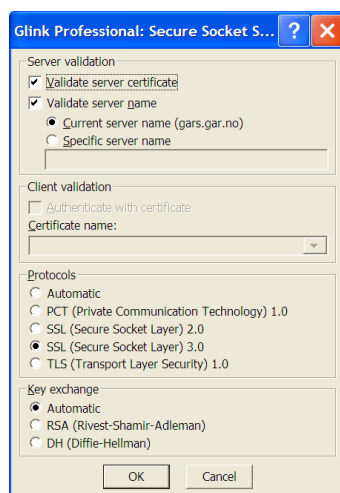 Glink Professional: Secure Socket S...
Server validation
Validate server certificate
Validate server name
Current server name (gars.gar.no)
Specific server name
Client validation
Authenticate with certificate
Certificate name:
Protocols
Automatic
PCT (Private Communication Technology) 1.0
SSL (Secure Socket Layer) 2.0
SSL (Secure Socket Layer) 3.0
TLS (Transport Layer Security) 1.0
Key exchange
Automatic
RSA (Rivest-Shamir-Adleman)
DH (Diffie-Hellman)
OK Cancel